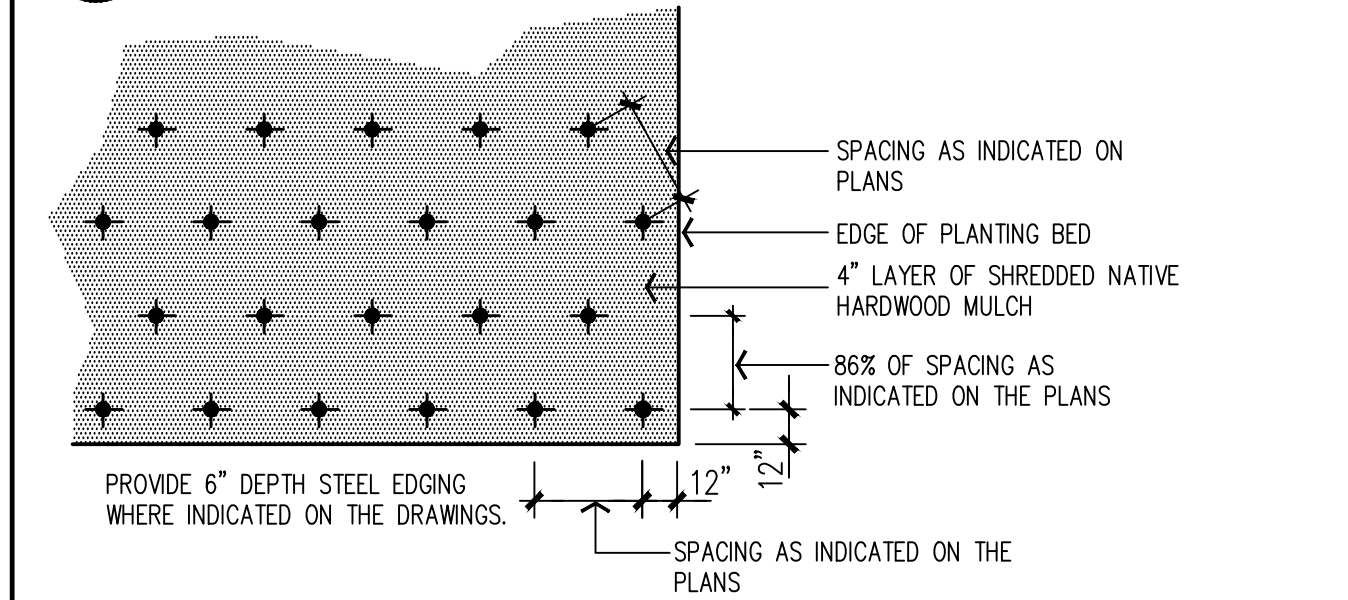 SPACING AS INDICATED ON
PLANS
EDGE OF PLANTING BED
4" LAYER OF SHREDDED NATIVE
HARDWOOD MULCH
86% OF SPACING AS
INDICATED ON THE PLANS
12"
12"
PROVIDE 6" DEPTH STEEL EDGING
WHERE INDICATED ON THE DRAWINGS.
SPACING AS INDICATED ON THE
PLANS